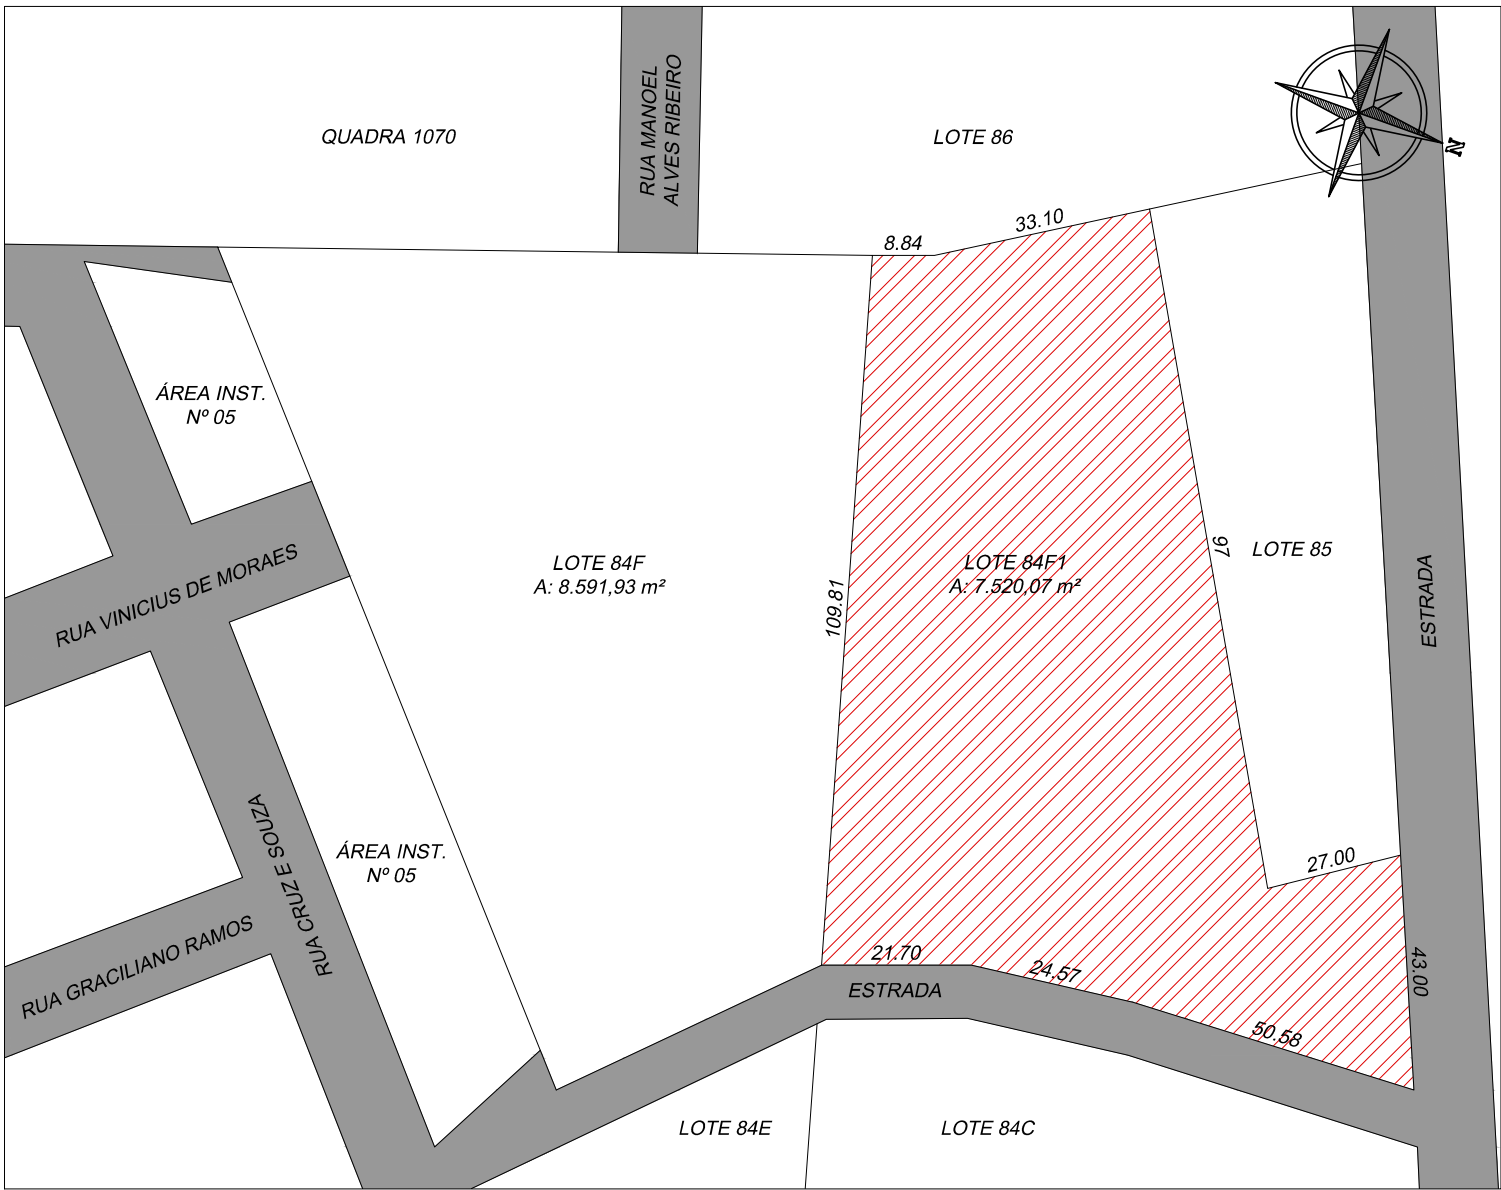 RUA MANOEL
ALVES RIBEIRO
QUADRA 1070
LOTE 86
N
33.10
8.84
ÁREA INST.
Nº 05
LOTE 84F
A: 8.591,93 m²
LOTE 84F1
A: 7.520,07 m²
97
LOTE 85
109.81
ESTRADA
RUA VINICIUS DE MORAES
RUA CRUZ E SOUZA
ÁREA INST.
Nº 05
27.00
RUA GRACILIANO RAMOS
21.70
24.57
43.00
ESTRADA
50.58
LOTE 84E
LOTE 84C